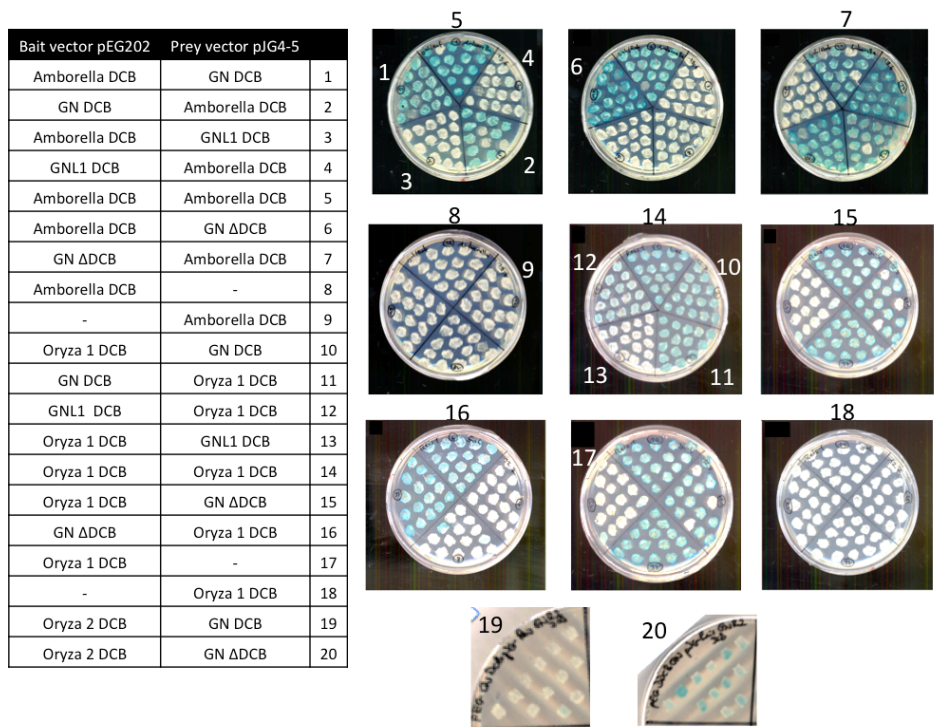 Bait vector pEG202 Prey vector pJG4-5
Amborella DCB GN DCB 1
GN DCB Amborella DCB 2
Amborella DCB GNL1 DCB 3
GNL1 DCB Amborella DCB 4
Amborella DCB Amborella DCB 5
Amborella DCB GN ΔDCB 6
GN ΔDCB Amborella DCB 7
Amborella DCB - 8
- Amborella DCB 9
Oryza 1 DCB GN DCB 10
GN DCB Oryza 1 DCB 11
GNL1 DCB Oryza 1 DCB 12
Oryza 1 DCB GNL1 DCB 13
Oryza 1 DCB Oryza 1 DCB 14
Oryza 1 DCB GN ΔDCB 15
GN ΔDCB Oryza 1 DCB 16
Oryza 1 DCB - 17
- Oryza 1 DCB 18
Oryza 2 DCB GN DCB 19
Oryza 2 DCB GN ΔDCB 20
5
7
1
4
6
3
2
8
14
15
9
12
10
13
11
16
18
17
19
20